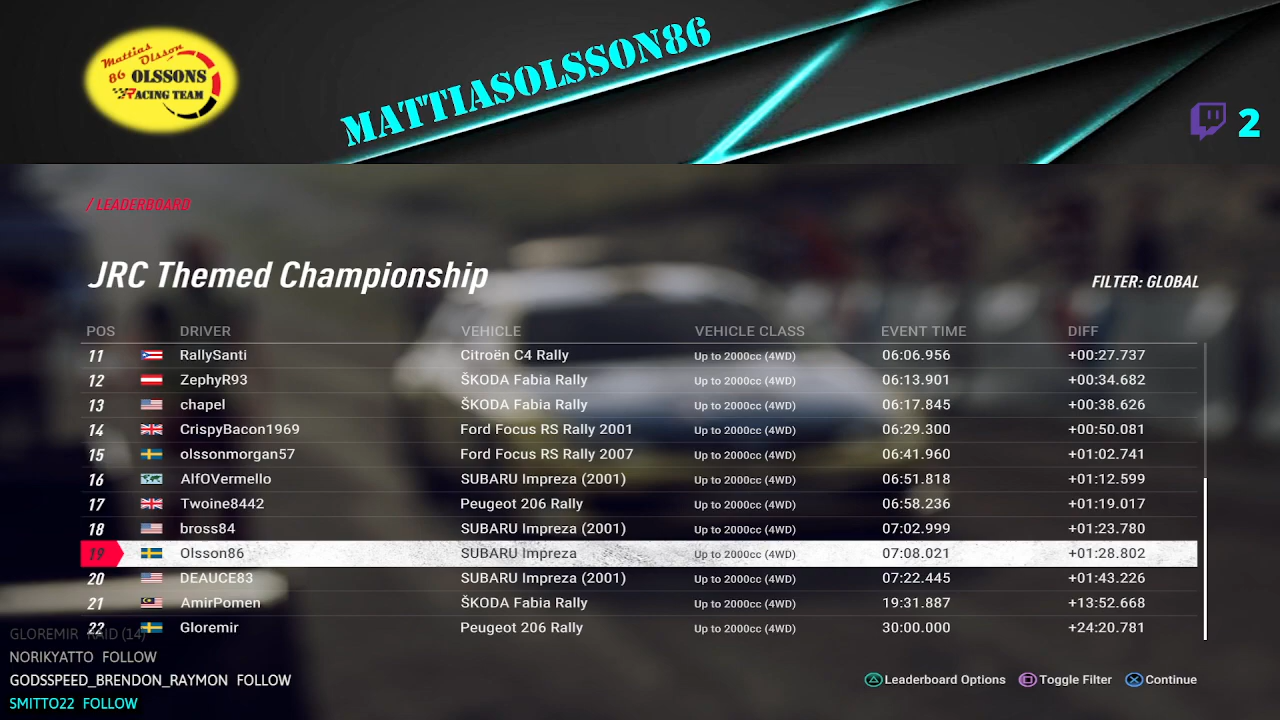 Mattias Olsson
86 OLSSONS
RACING TEAM
MATTIASOLSSON86
2
/ LEADERBOARD
JRC Themed Championship
FILTER: GLOBAL
POS DRIVER VEHICLE VEHICLE CLASS EVENT TIME DIFF
11 RallySanti Citroën C4 Rally Up to 2000cc (4WD) 06:06.956 +00:27.737
12 ZephyR93 ŠKODA Fabia Rally Up to 2000cc (4WD) 06:13.901 +00:34.682
13 chapel ŠKODA Fabia Rally Up to 2000cc (4WD) 06:17.845 +00:38.626
14 CrispyBacon1969 Ford Focus RS Rally 2001 Up to 2000cc (4WD) 06:29.300 +00:50.081
15 olssonmorgan57 Ford Focus RS Rally 2007 Up to 2000cc (4WD) 06:41.960 +01:02.741
16 AlfOVermello SUBARU Impreza (2001) Up to 2000cc (4WD) 06:51.818 +01:12.599
17 Twoine8442 Peugeot 206 Rally Up to 2000cc (4WD) 06:58.236 +01:19.017
18 bross84 SUBARU Impreza (2001) Up to 2000cc (4WD) 07:02.999 +01:23.780
19 Olsson86 SUBARU Impreza Up to 2000cc (4WD) 07:08.021 +01:28.802
20 DEAUCE83 SUBARU Impreza (2001) Up to 2000cc (4WD) 07:22.445 +01:43.226
21 AmirPomen ŠKODA Fabia Rally Up to 2000cc (4WD) 19:31.887 +13:52.668
22 Gloremir Peugeot 206 Rally Up to 2000cc (4WD) 30:00.000 +24:20.781
GLOREMIR RAID (14)
NORIKYATTO FOLLOW
GODSSPEED_BRENDON_RAYMON FOLLOW
SMITTO22 FOLLOW
Leaderboard Options Toggle Filter Continue